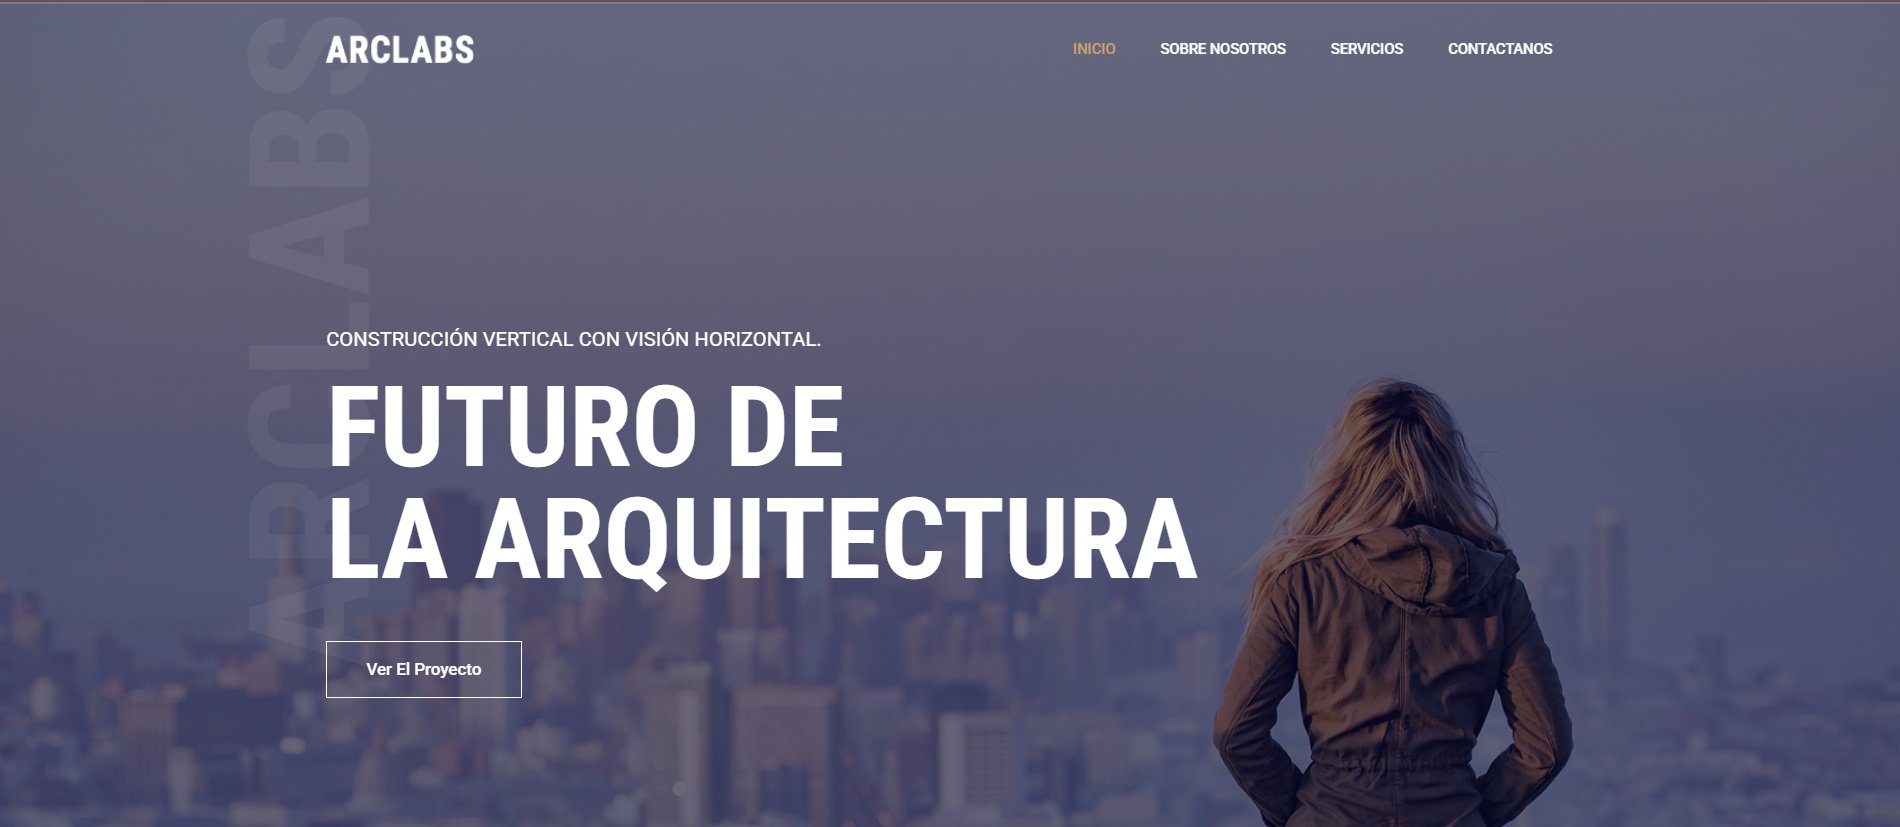 ARCLABS
INICIO SOBRE NOSOTROS SERVICIOS CONTACTANOS
ARCLABS
CONSTRUCCIÓN VERTICAL CON VISIÓN HORIZONTAL.
FUTURO DE
LA ARQUITECTURA
Ver El Proyecto